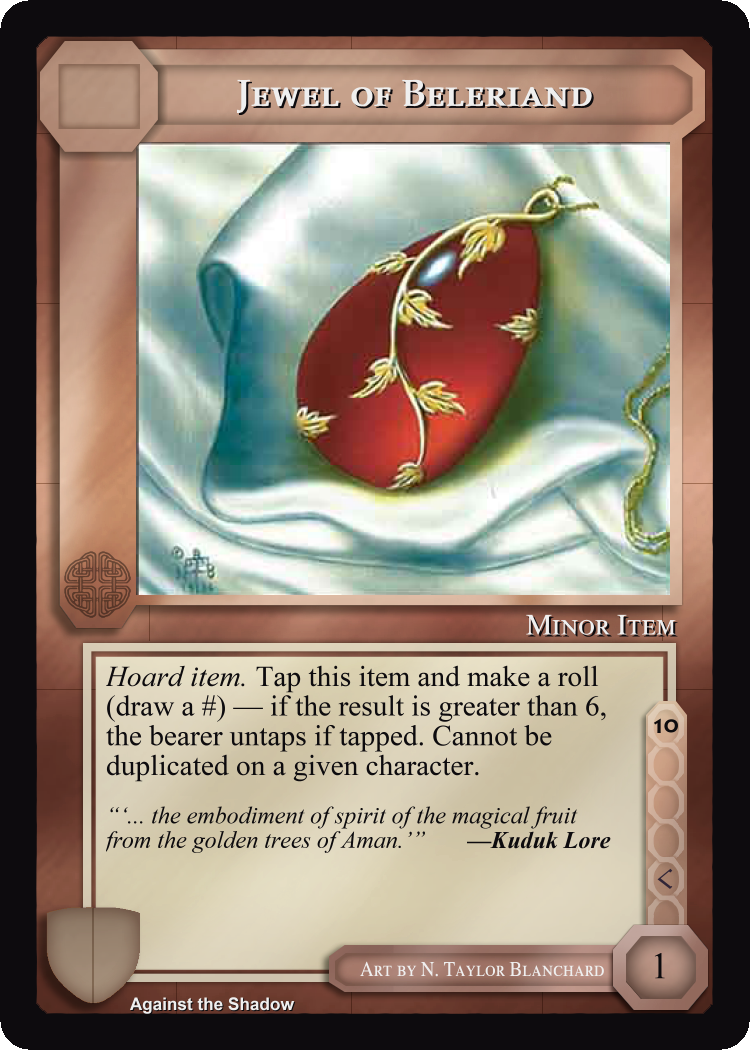 Jewel of Beleriand
Minor Item
Hoard item. Tap this item and make a roll
(draw a #) — if the result is greater than 6,
the bearer untaps if tapped. Cannot be
duplicated on a given character.
10
“‘... the embodiment of spirit of the magical fruit
from the golden trees of Aman.’” —Kuduk Lore
Art by N. Taylor Blanchard
1
Against the Shadow